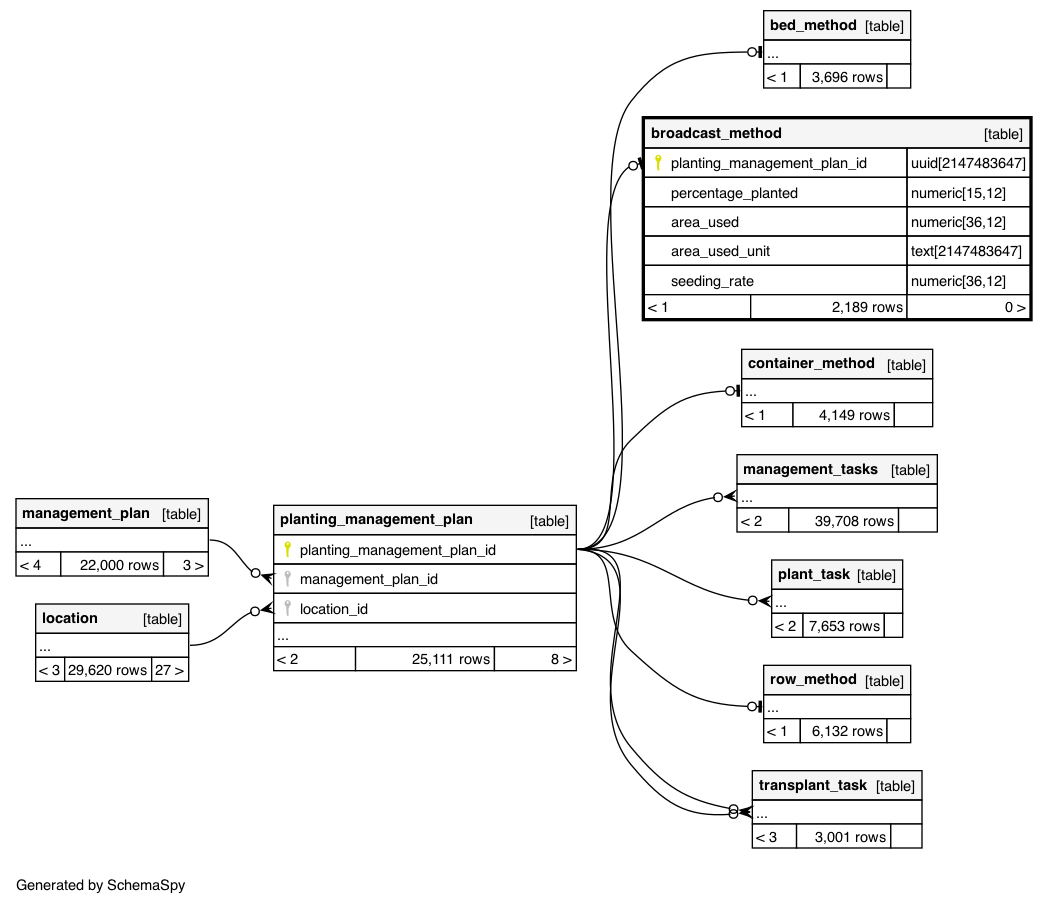 bed_method [table]
...
< 1 3,696 rows
broadcast_method [table]
planting_management_plan_id uuid[2147483647]
percentage_planted numeric[15,12]
area_used numeric[36,12]
area_used_unit text[2147483647]
seeding_rate numeric[36,12]
< 1 2,189 rows 0 >
container_method [table]
...
< 1 4,149 rows
management_tasks [table]
...
< 2 39,708 rows
management_plan [table]
...
< 4 22,000 rows 3 >
planting_management_plan [table]
planting_management_plan_id
management_plan_id
location_id
...
< 2 25,111 rows 8 >
plant_task [table]
...
< 2 7,653 rows
location [table]
...
< 3 29,620 rows 27 >
row_method [table]
...
< 1 6,132 rows
transplant_task [table]
...
< 3 3,001 rows
Generated by SchemaSpy